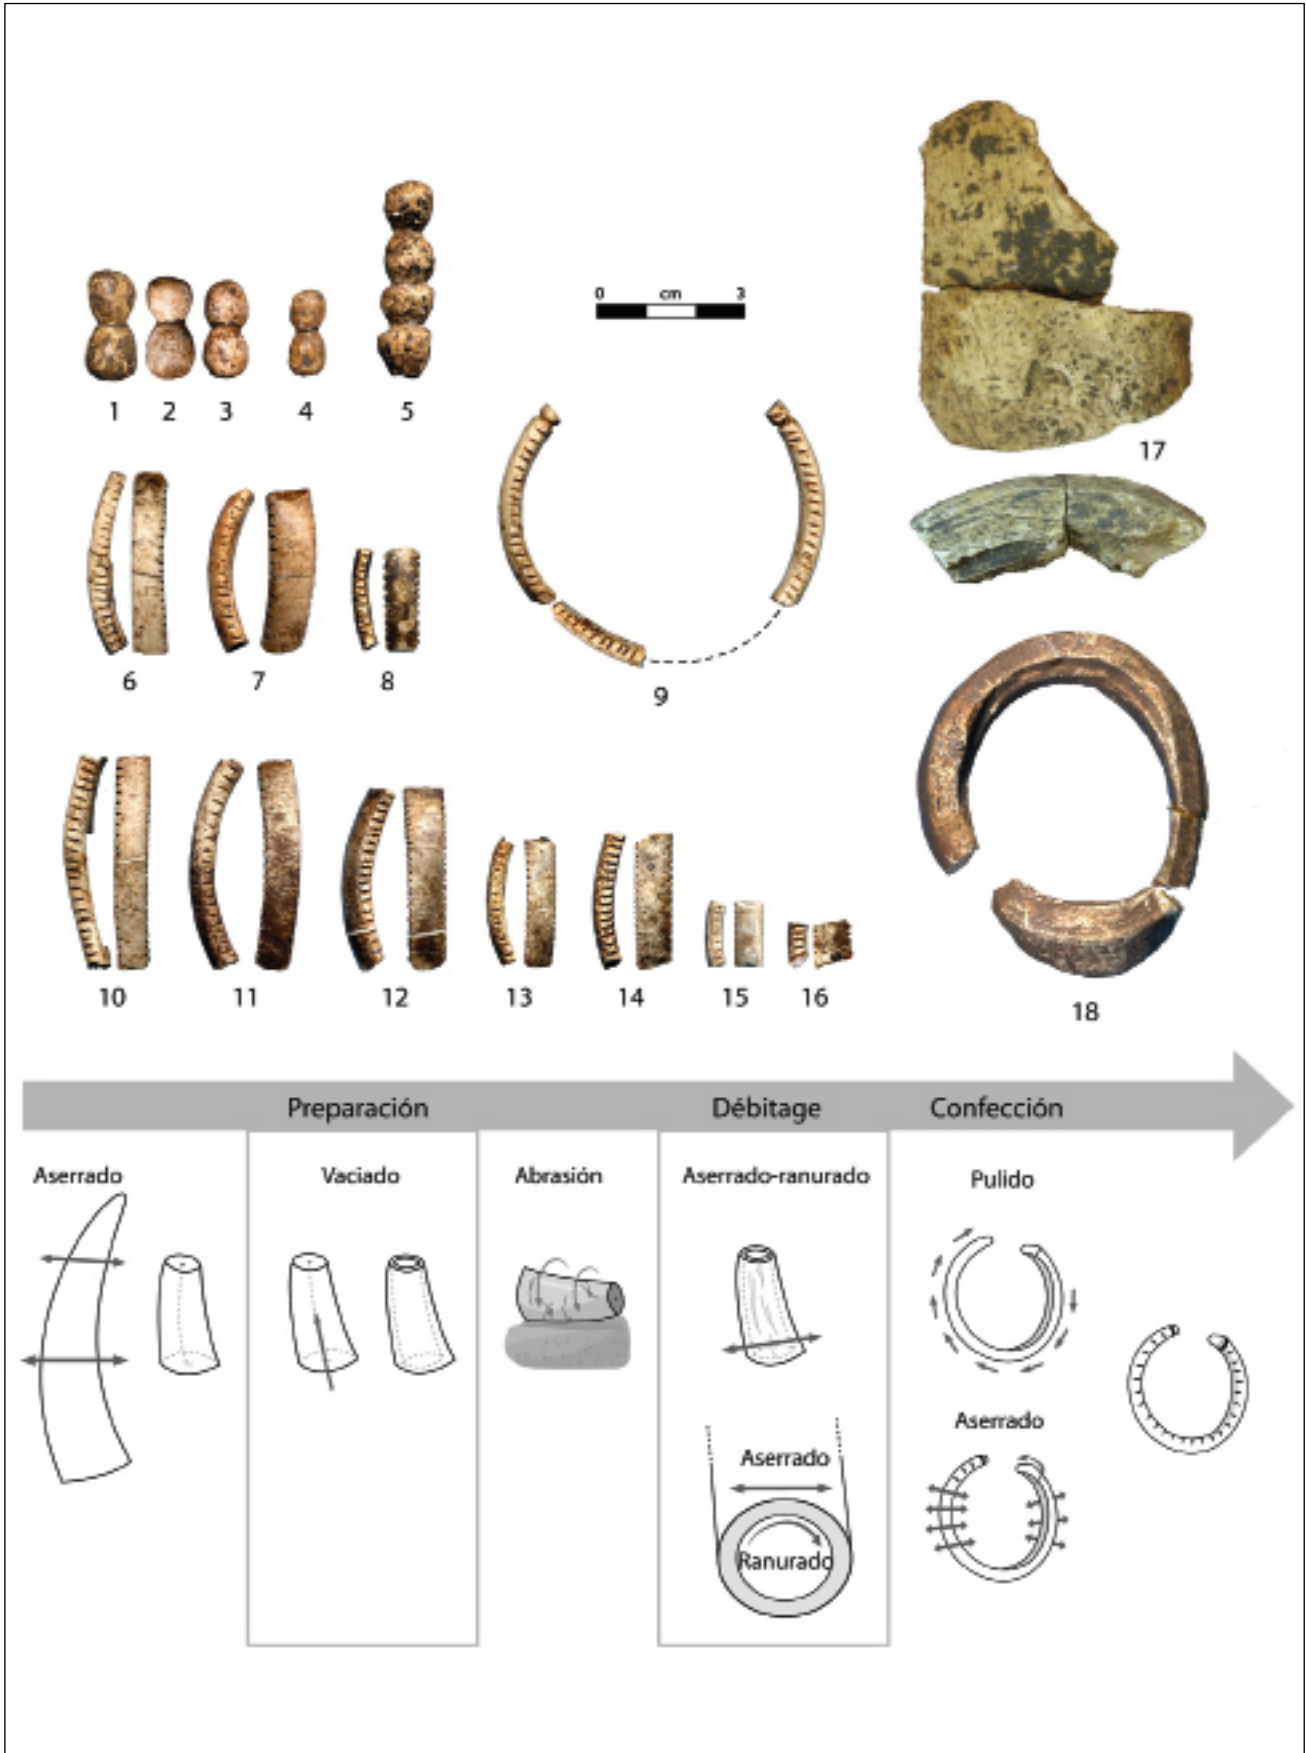 0 cm 3
1 2 3 4 5
17
6 7 8
9
10 11 12 13 14 15 16
18
Preparación Débitage Confección
Aserrado Vaciado Abrasión Aserrado-ranurado Pulido
Aserrado
Aserrado
Ranurado